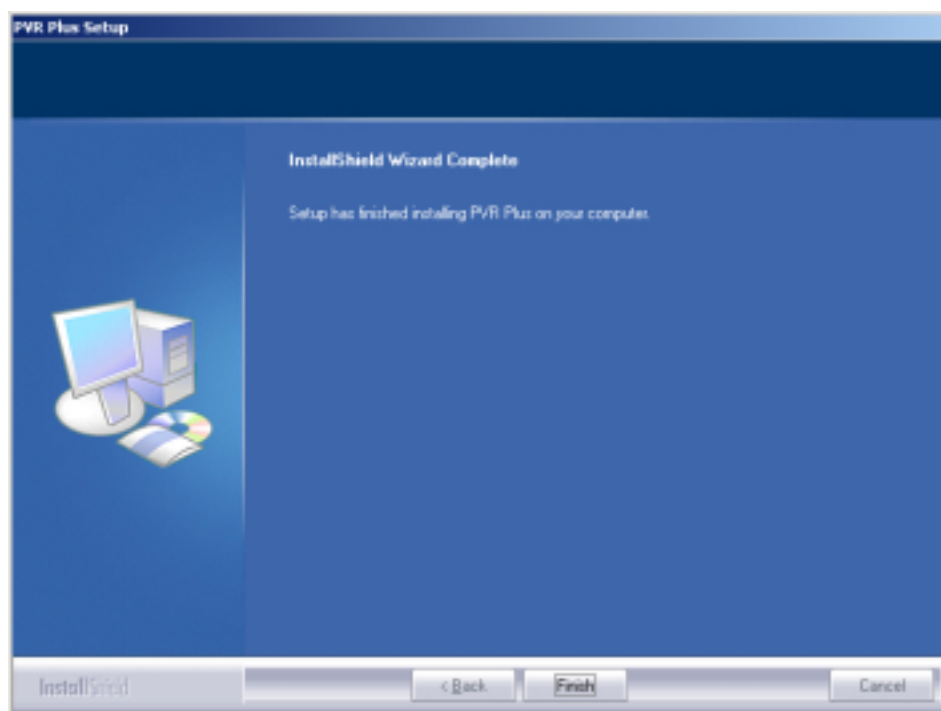 PVR Plus Setup
InstallShield Wizard Complete
Setup has finished installing PVR Plus on your computer.
InstallShield
< Back
Finish
Cancel